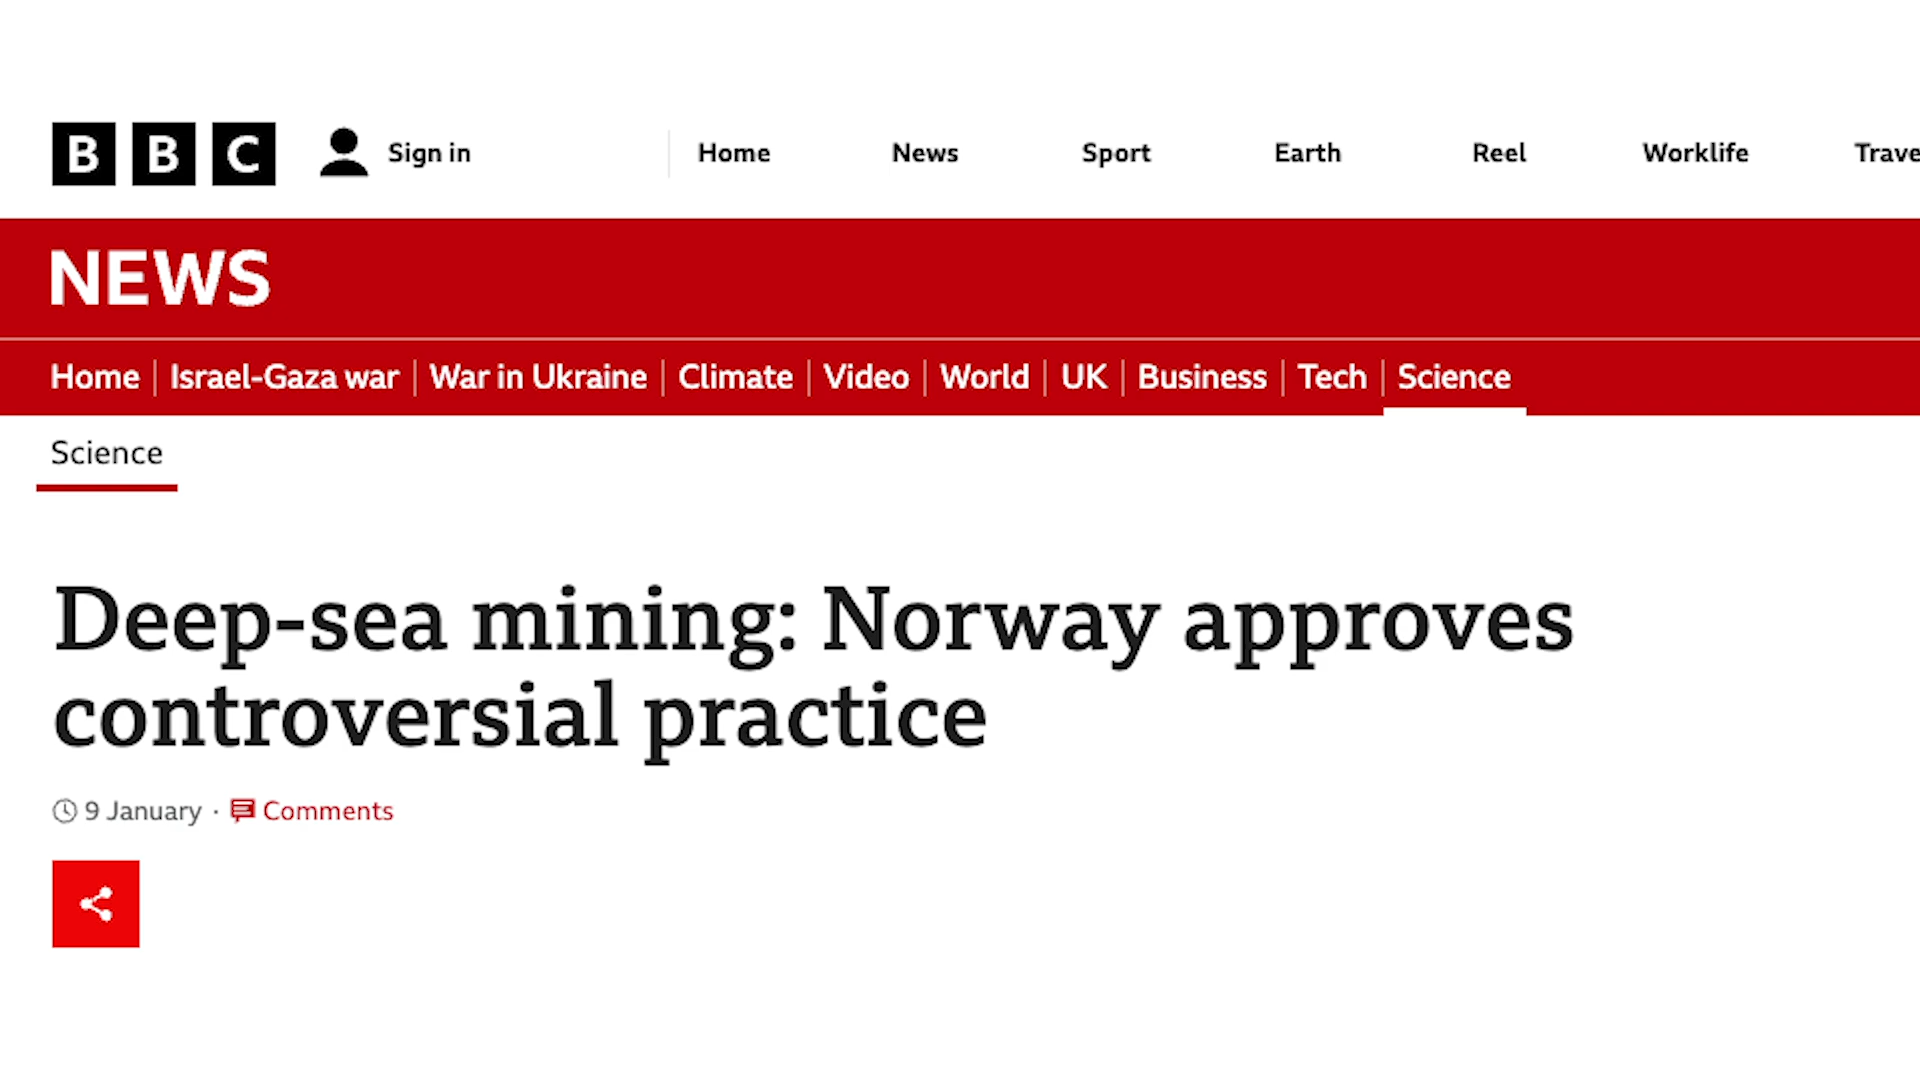 BBC Sign in Home News Sport Earth Reel Worklife Trave
NEWS
Home Israel-Gaza war War in Ukraine Climate Video World UK Business Tech Science
Science
Deep-sea mining: Norway approves
controversial practice
9 January · Comments